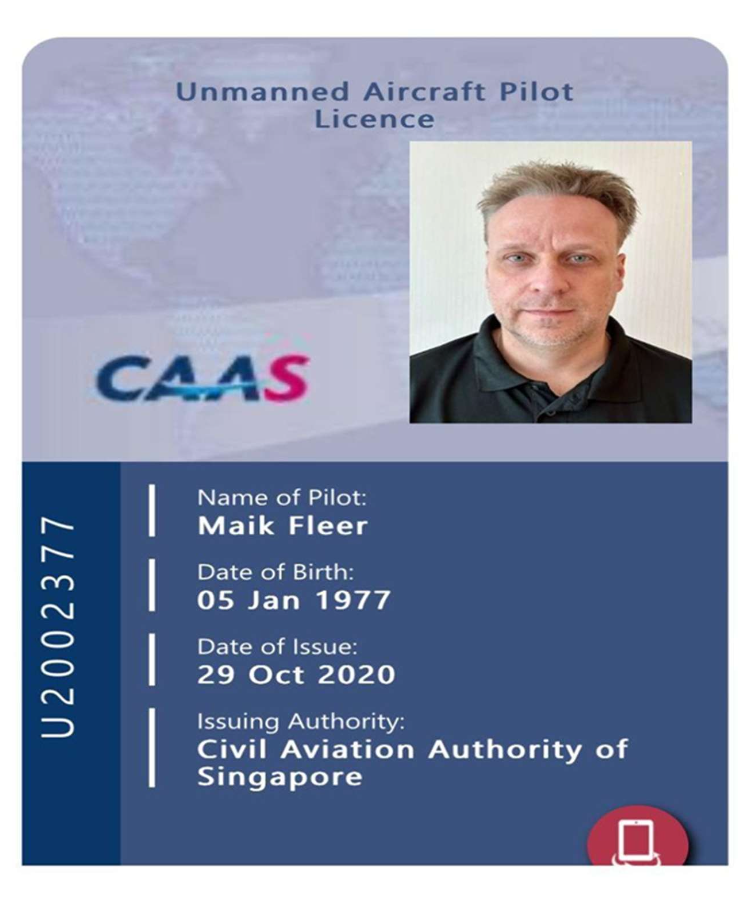 Unmanned Aircraft Pilot
Licence
CAAS
Name of Pilot:
Maik Fleer
Date of Birth:
05 Jan 1977
Date of Issue:
29 Oct 2020
Issuing Authority:
Civil Aviation Authority of
Singapore
U2002377